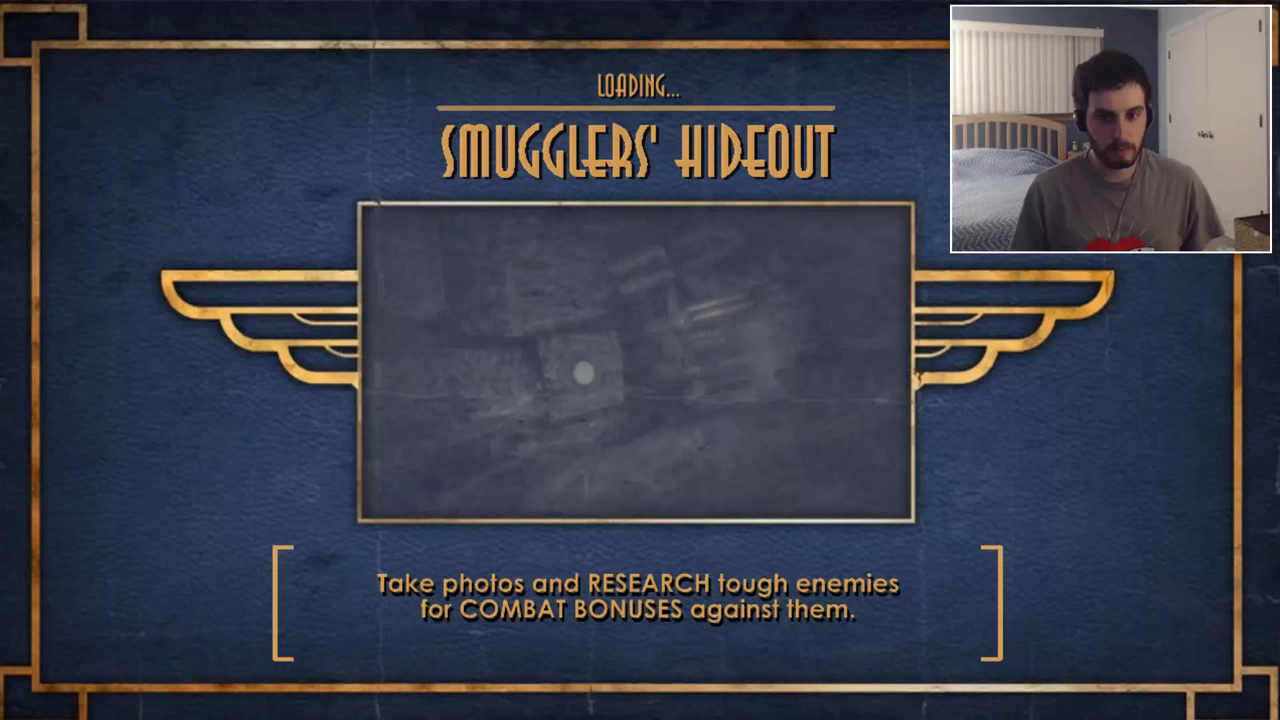 LOADING...
SMUGGLERS' HIDEOUT
Take photos and RESEARCH tough enemies
for COMBAT BONUSES against them.